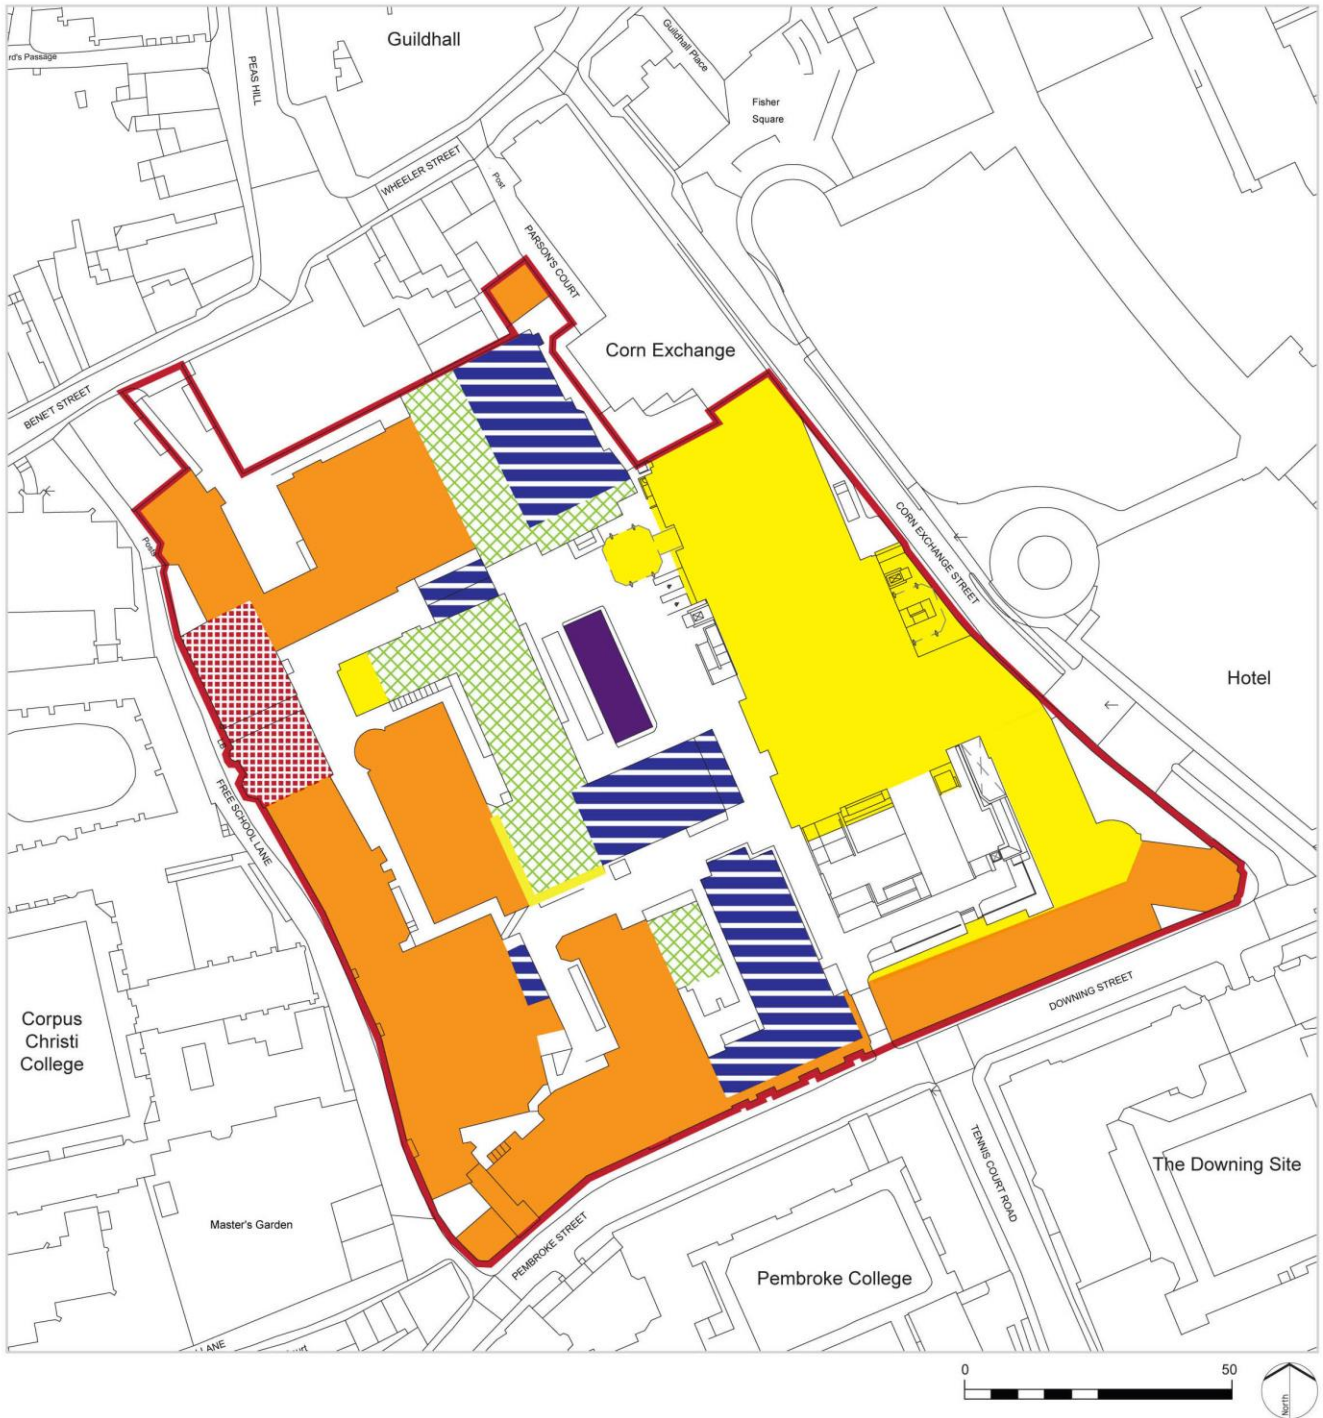 Guildhall
Guildhall Place
rd's Passage
PEAS HILL
Fisher
Square
WHEELER STREET
Post
PARSON'S COURT
Corn Exchange
BENET STREET
CORN EXCHANGE STREET
Posts
Hotel
LB
FREE SCHOOL LANE
DOWNING STREET
Corpus
Christi
College
TENNIS COURT ROAD
The Downing Site
Master's Garden
PEMBROKE STREET
Pembroke College
LANE
0
50
North